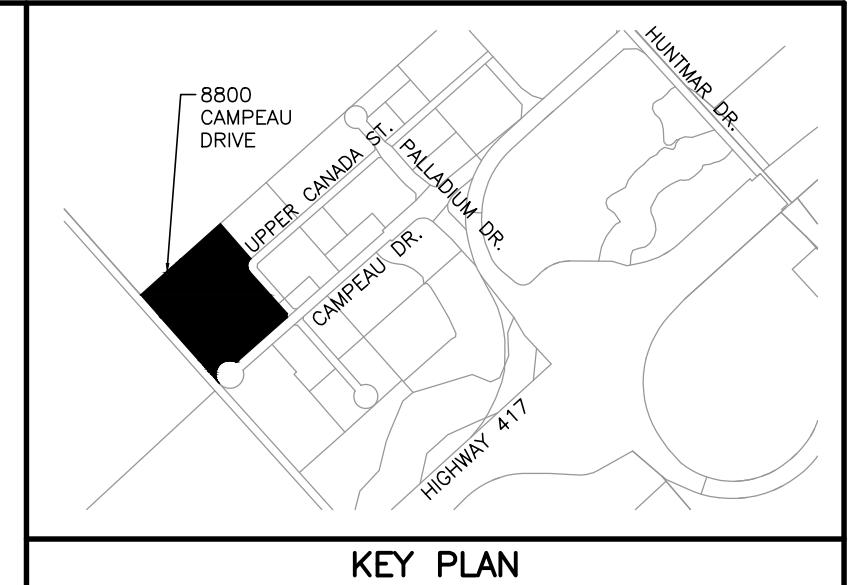 HUNTMAR DR.
8800
CAMPEAU
DRIVE
UPPER CANADA ST.
PALLADIUM DR.
CAMPEAU DR.
HIGHWAY 417
KEY PLAN